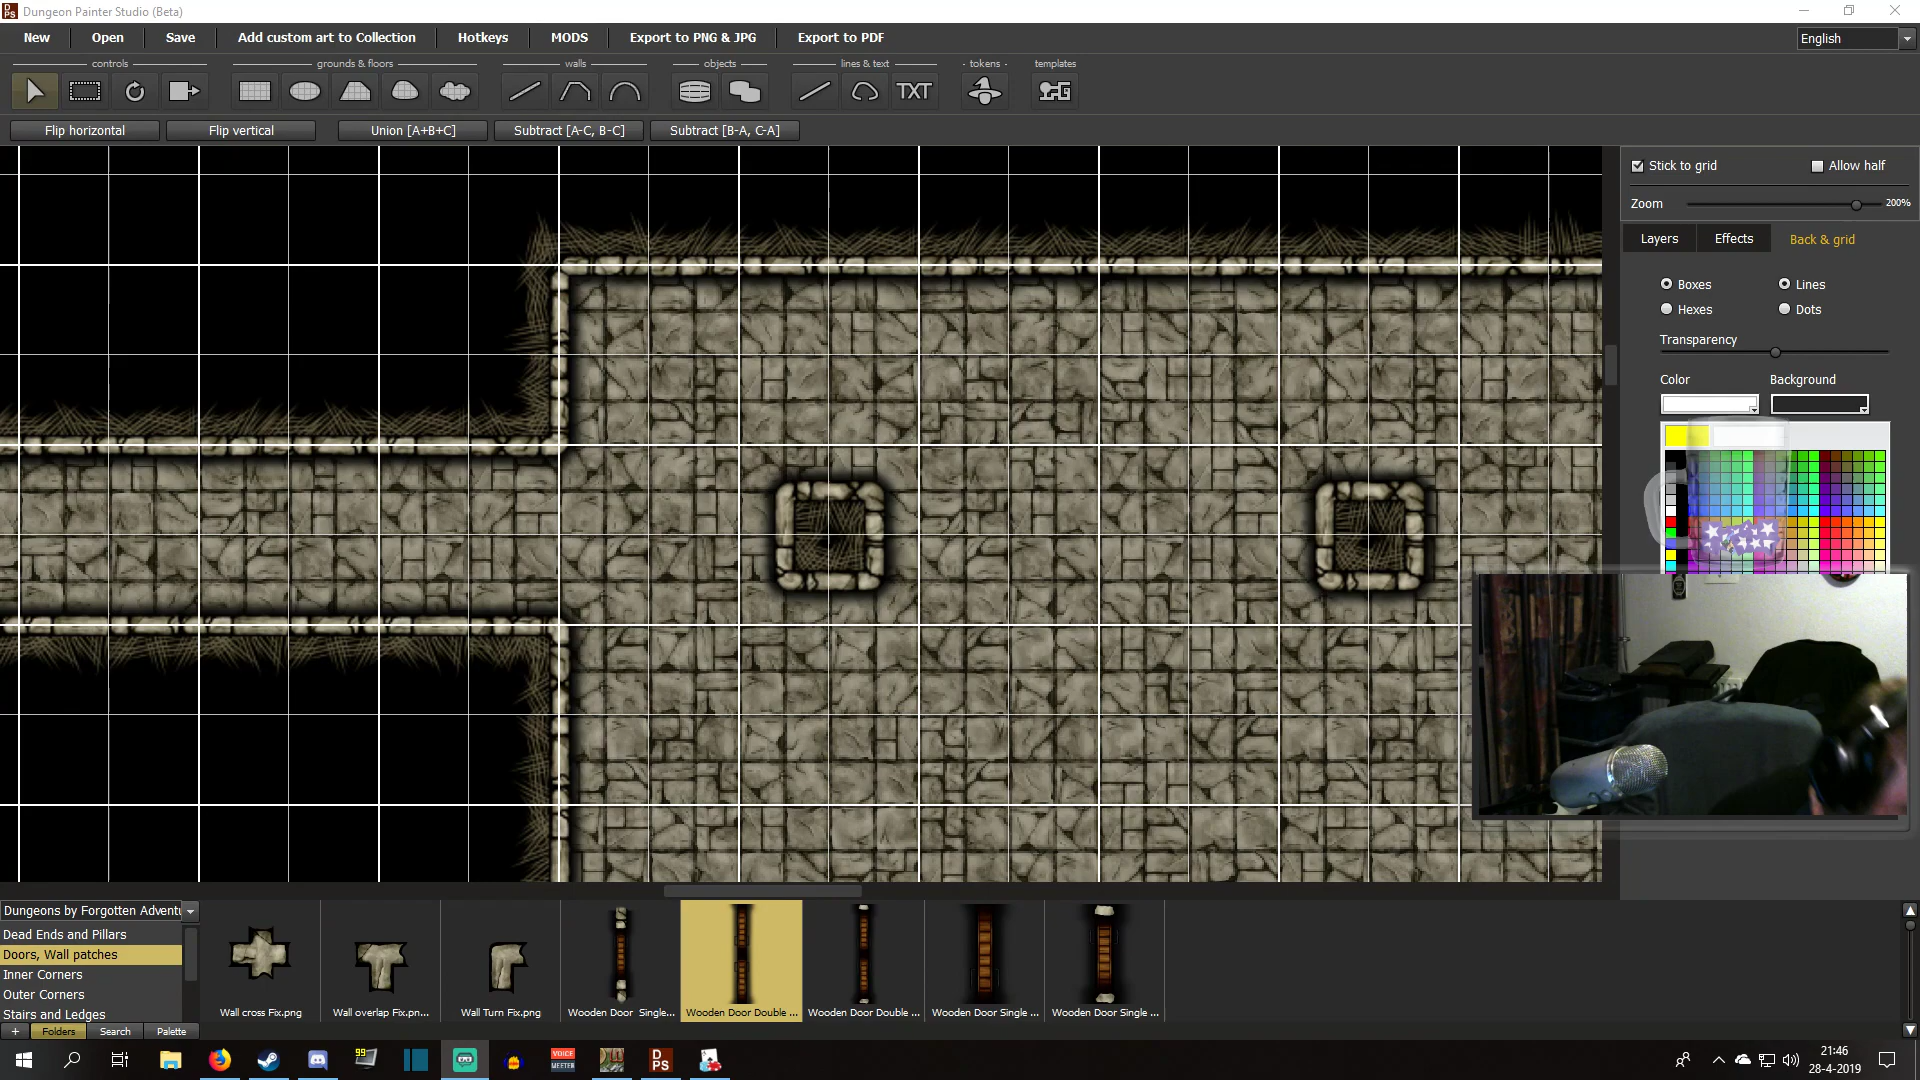 Dungeon Painter Studio (Beta)
New Open Save Add custom art to Collection Hotkeys MODS Export to PNG & JPG Export to PDF English
controls grounds & floors walls objects lines & text tokens templates
TXT
Flip horizontal Flip vertical Union [A+B+C] Subtract [A-C, B-C] Subtract [B-A, C-A]
Stick to grid Allow half
Zoom 200%
Layers Effects Back & grid
Boxes Lines
Hexes Dots
Transparency
Color Background
Dungeons by Forgotten Adventu
Dead Ends and Pillars
Doors, Wall patches
Inner Corners
Outer Corners
Stairs and Ledges
Wall cross Fix.png Wall overlap Fix.pn... Wall Turn Fix.png Wooden Door Single... Wooden Door Double ... Wooden Door Double ... Wooden Door Single ... Wooden Door Single ...
+ Folders Search Palette
99 VOICE MEETER DPS
21:46
28-4-2019